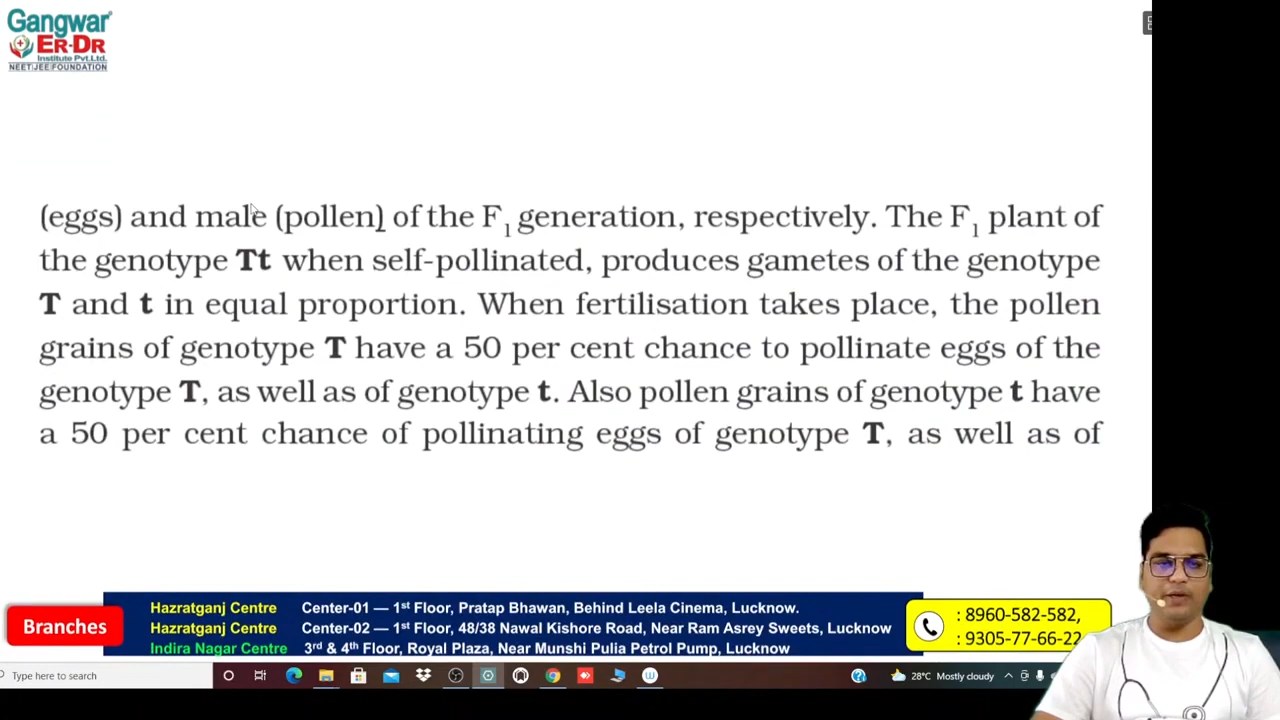 Gangwar
ER-DR
Institute Pvt.Ltd.
NEET|JEE|FOUNDATION
(eggs) and male (pollen) of the F1 generation, respectively. The F1 plant of
the genotype Tt when self-pollinated, produces gametes of the genotype
T and t in equal proportion. When fertilisation takes place, the pollen
grains of genotype T have a 50 per cent chance to pollinate eggs of the
genotype T, as well as of genotype t. Also pollen grains of genotype t have
a 50 per cent chance of pollinating eggs of genotype T, as well as of
Branches
Hazratganj Centre Center-01 — 1st Floor, Pratap Bhawan, Behind Leela Cinema, Lucknow.
Hazratganj Centre Center-02 — 1st Floor, 48/38 Nawal Kishore Road, Near Ram Asrey Sweets, Lucknow
Indira Nagar Centre 3rd & 4th Floor, Royal Plaza, Near Munshi Pulia Petrol Pump, Lucknow
: 8960-582-582,
: 9305-77-66-22
Type here to search
28°C Mostly cloudy